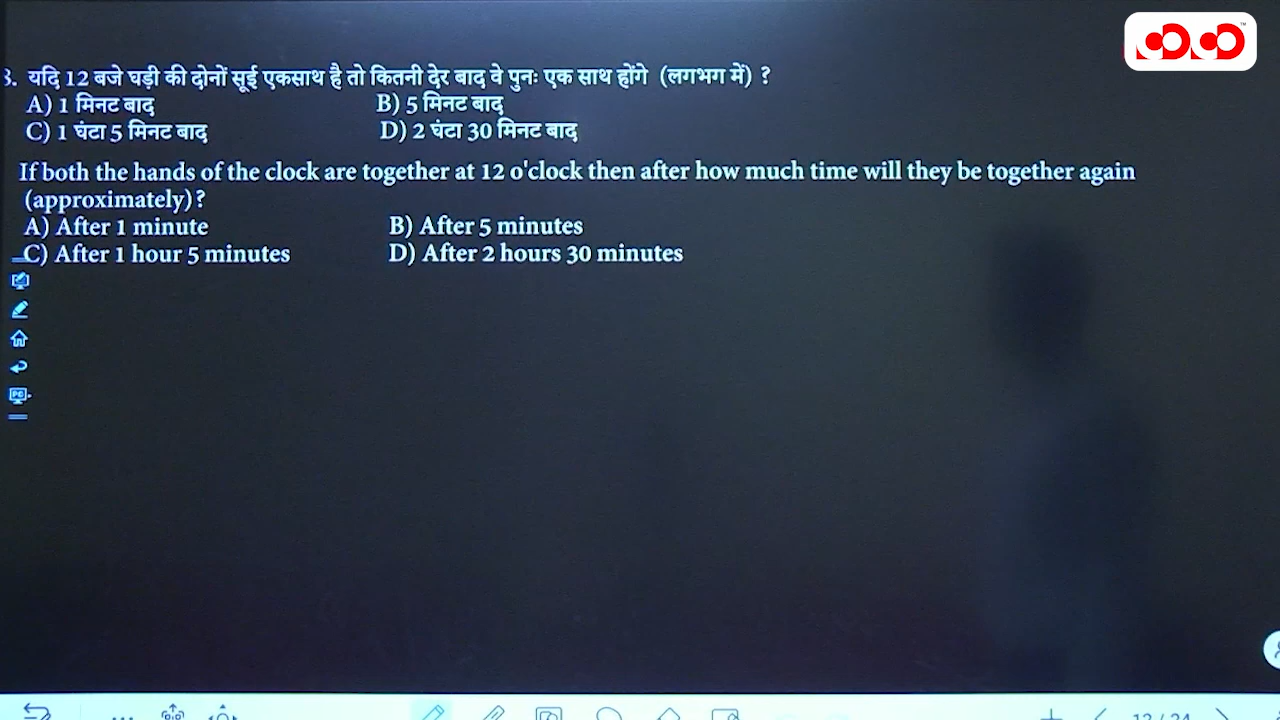 3. यदि 12 बजे घड़ी की दोनों सूई एकसाथ है तो कितनी देर बाद वे पुनः एक साथ होंगे (लगभग में) ?
A) 1 मिनट बाद B) 5 मिनट बाद
C) 1 घंटा 5 मिनट बाद D) 2 घंटा 30 मिनट बाद
If both the hands of the clock are together at 12 o'clock then after how much time will they be together again
(approximately)?
A) After 1 minute B) After 5 minutes
C) After 1 hour 5 minutes D) After 2 hours 30 minutes
PC